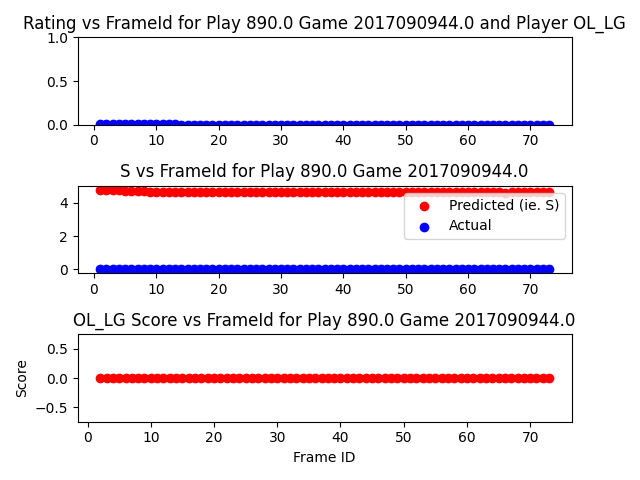 Rating vs FrameId for Play 890.0 Game 2017090944.0 and Player OL_LG
1.0
0.5
0.0
0 10 20 30 40 50 60 70
S vs FrameId for Play 890.0 Game 2017090944.0
4
2
0
Predicted (ie. S)
Actual
0 10 20 30 40 50 60 70
OL_LG Score vs FrameId for Play 890.0 Game 2017090944.0
Score
0.5
0.0
−0.5
0 10 20 30 40 50 60 70
Frame ID